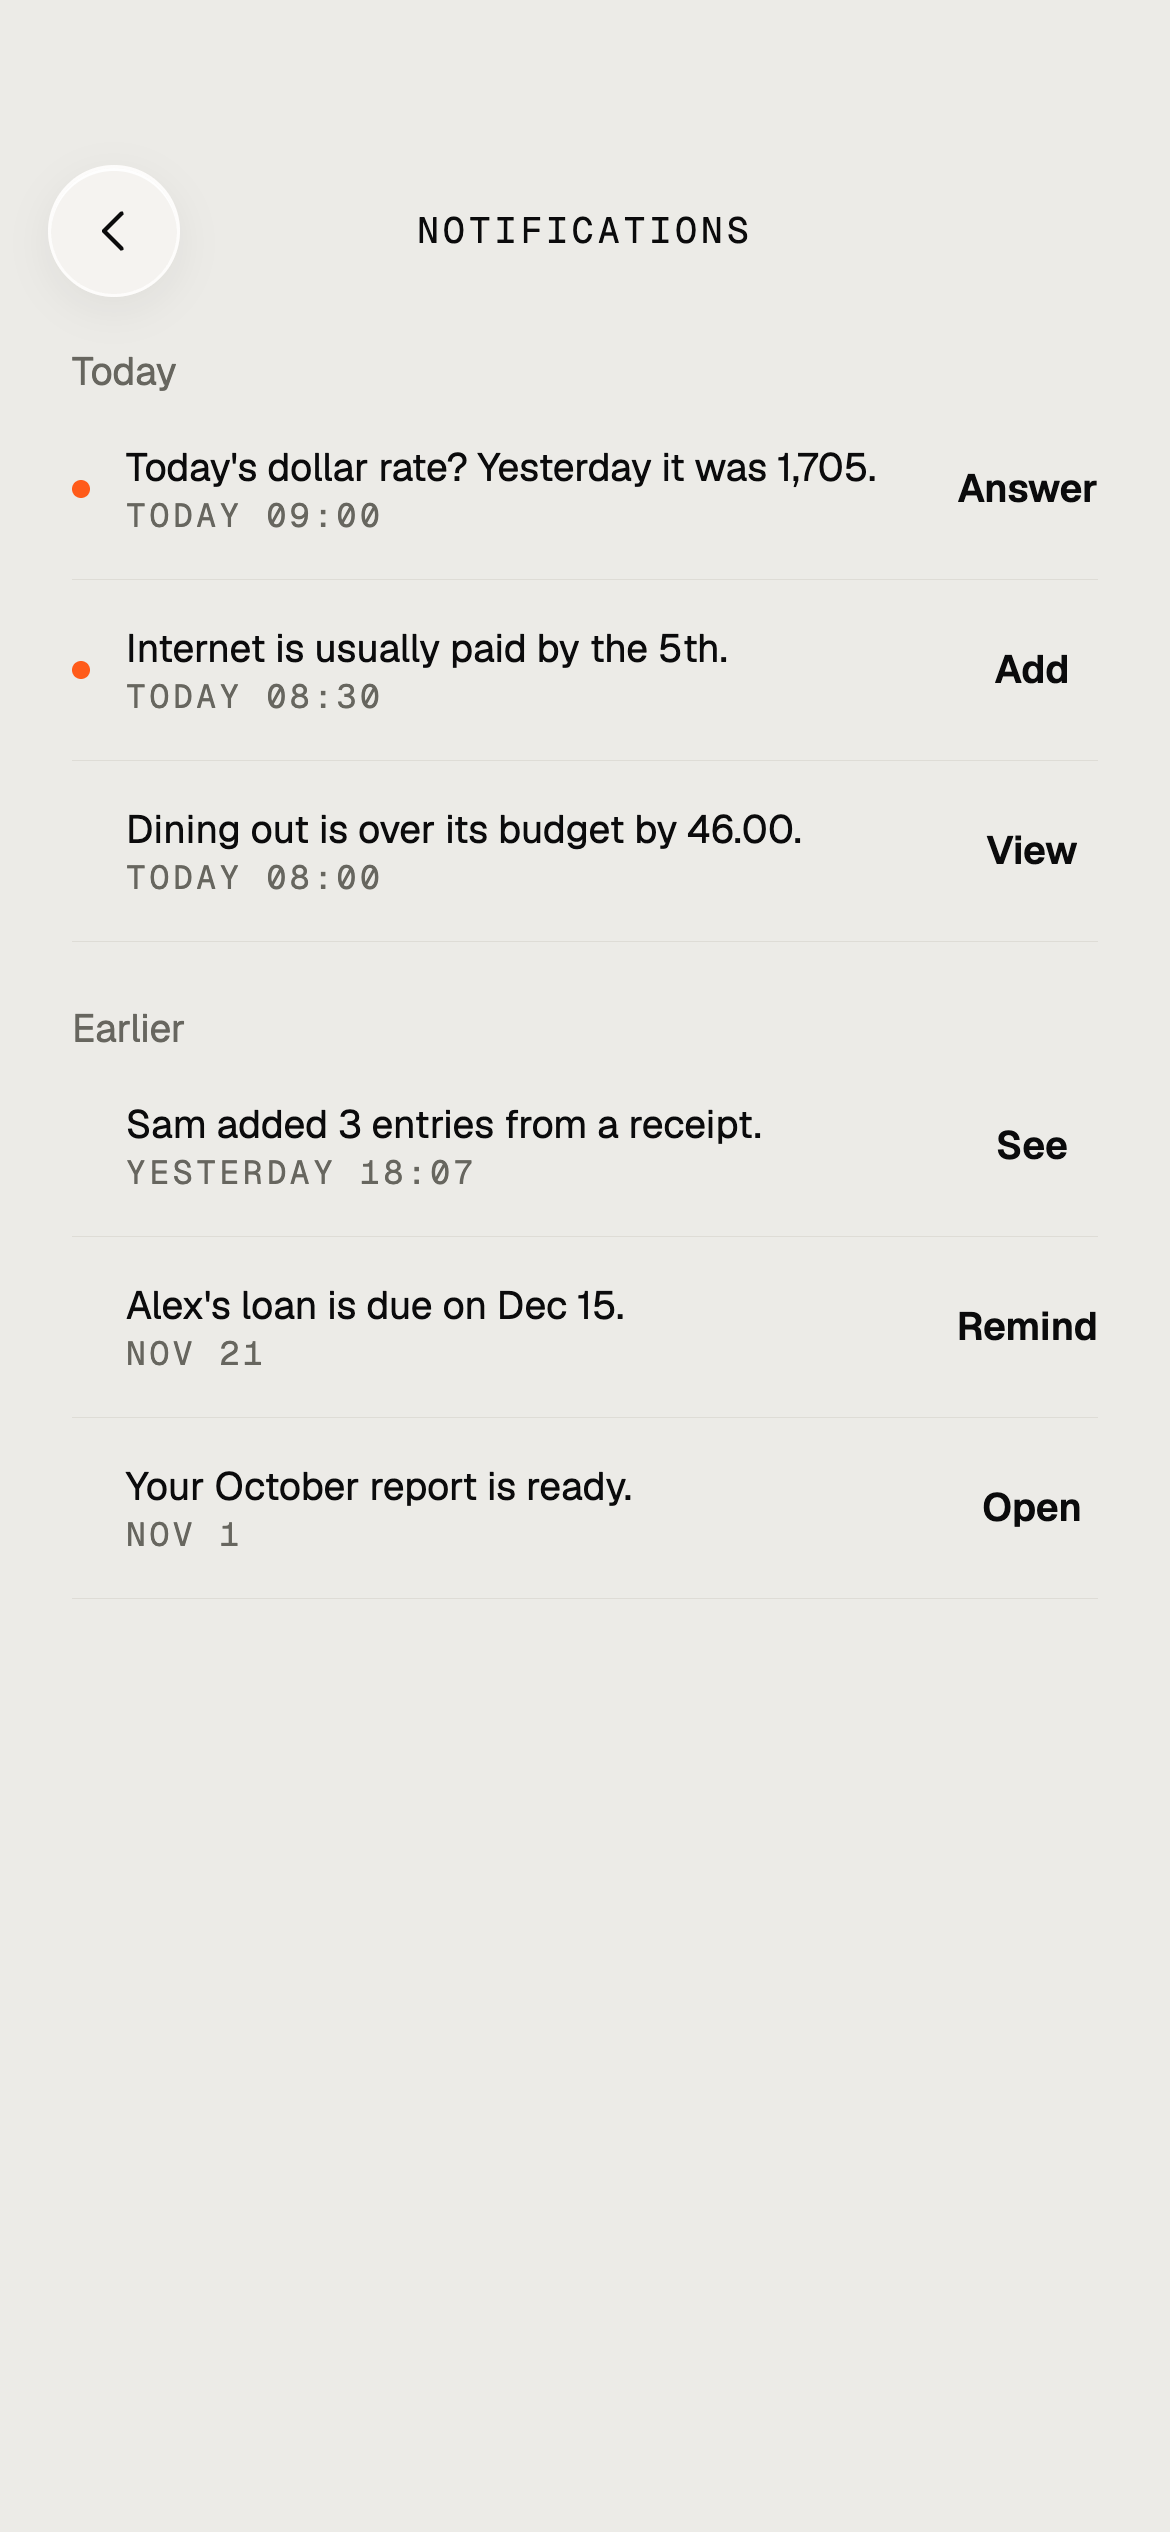 NOTIFICATIONS
Today
Today's dollar rate? Yesterday it was 1,705.
TODAY 09:00
Answer
Internet is usually paid by the 5th.
TODAY 08:30
Add
Dining out is over its budget by 46.00.
TODAY 08:00
View
Earlier
Sam added 3 entries from a receipt.
YESTERDAY 18:07
See
Alex's loan is due on Dec 15.
NOV 21
Remind
Your October report is ready.
NOV 1
Open